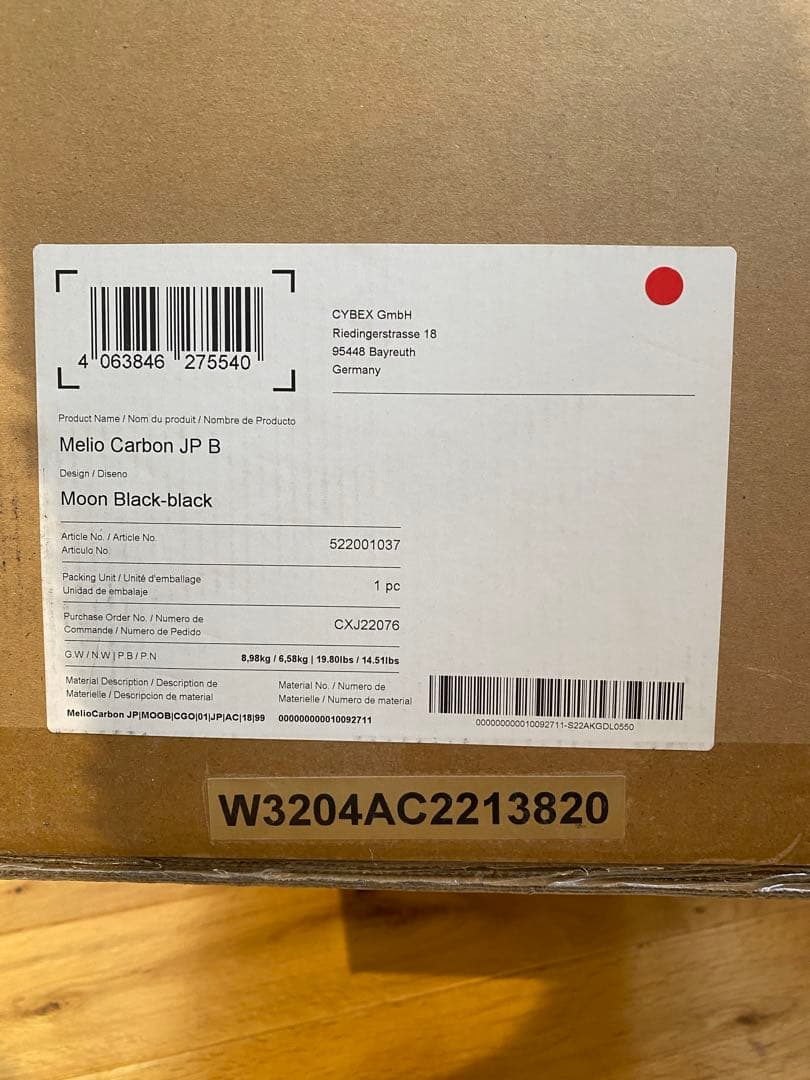 4 063846 275540
CYBEX GmbH
Riedingerstrasse 18
95448 Bayreuth
Germany
Product Name / Nom du produit / Nombre de Producto
Melio Carbon JP B
Design / Diseno
Moon Black-black
Article No. / Article No.
Articulo No.
522001037
Packing Unit / Unité d'emballage
Unidad de embalaje
1 pc
Purchase Order No. / Numero de
Commande / Numero de Pedido
CXJ22076
G.W / N.W | P.B / P.N
8,98kg / 6,58kg | 19.80lbs / 14.51lbs
Material Description / Description de
Materielle / Descripcion de material
MelioCarbon JP|MOOB|CGO|01|JP|AC|18|99
Material No. / Numero de
Materielle / Numero de material
000000000010092711
000000000010092711-S22AKGDL0550
W3204AC2213820